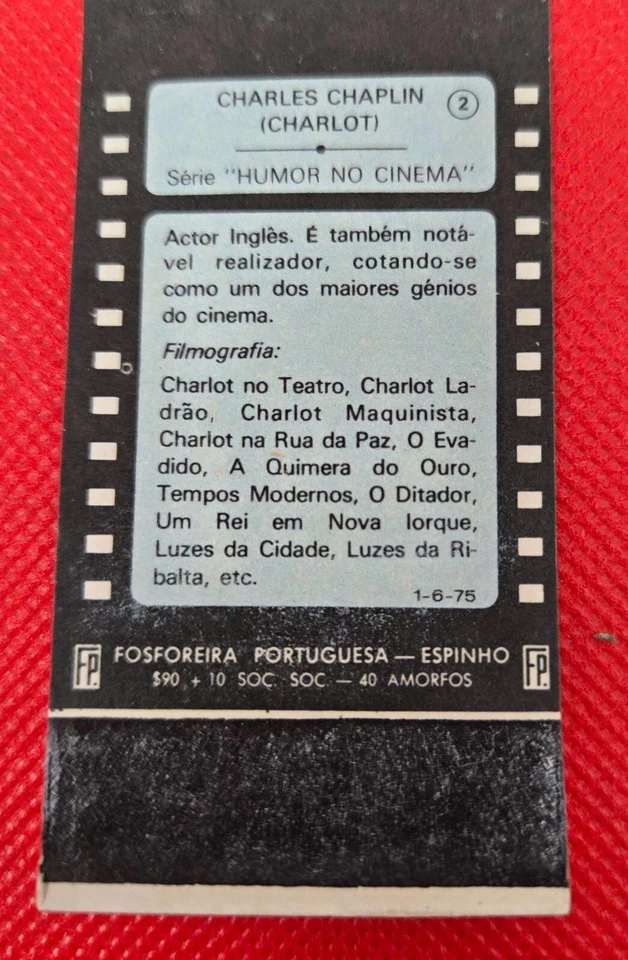 CHARLES CHAPLIN
(CHARLOT)
2
Série "HUMOR NO CINEMA"
Actor Inglès. É também notá-
vel realizador, cotando-se
como um dos maiores génios
do cinema.
Filmografia:
Charlot no Teatro, Charlot La-
drão, Charlot Maquinista,
Charlot na Rua da Paz, O Eva-
dido, A Quimera do Ouro,
Tempos Modernos, O Ditador,
Um Rei em Nova Iorque,
Luzes da Cidade, Luzes da Ri-
balta, etc.
1-6-75
FP. FOSFOREIRA PORTUGUESA — ESPINHO FP.
$90 + 10 SOC. SOC. — 40 AMORFOS